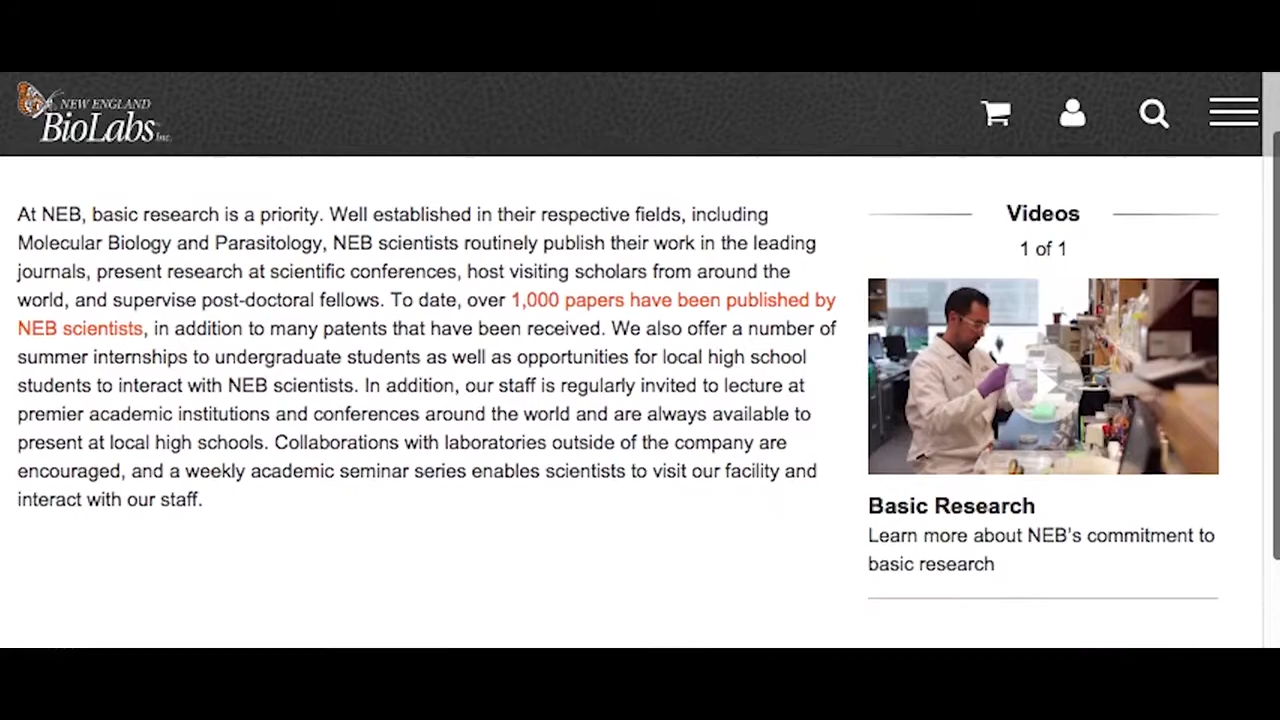 NEW ENGLAND
BioLabs Inc.
At NEB, basic research is a priority. Well established in their respective fields, including
Molecular Biology and Parasitology, NEB scientists routinely publish their work in the leading
journals, present research at scientific conferences, host visiting scholars from around the
world, and supervise post-doctoral fellows. To date, over 1,000 papers have been published by
NEB scientists, in addition to many patents that have been received. We also offer a number of
summer internships to undergraduate students as well as opportunities for local high school
students to interact with NEB scientists. In addition, our staff is regularly invited to lecture at
premier academic institutions and conferences around the world and are always available to
present at local high schools. Collaborations with laboratories outside of the company are
encouraged, and a weekly academic seminar series enables scientists to visit our facility and
interact with our staff.
Videos
1 of 1
Basic Research
Learn more about NEB's commitment to
basic research